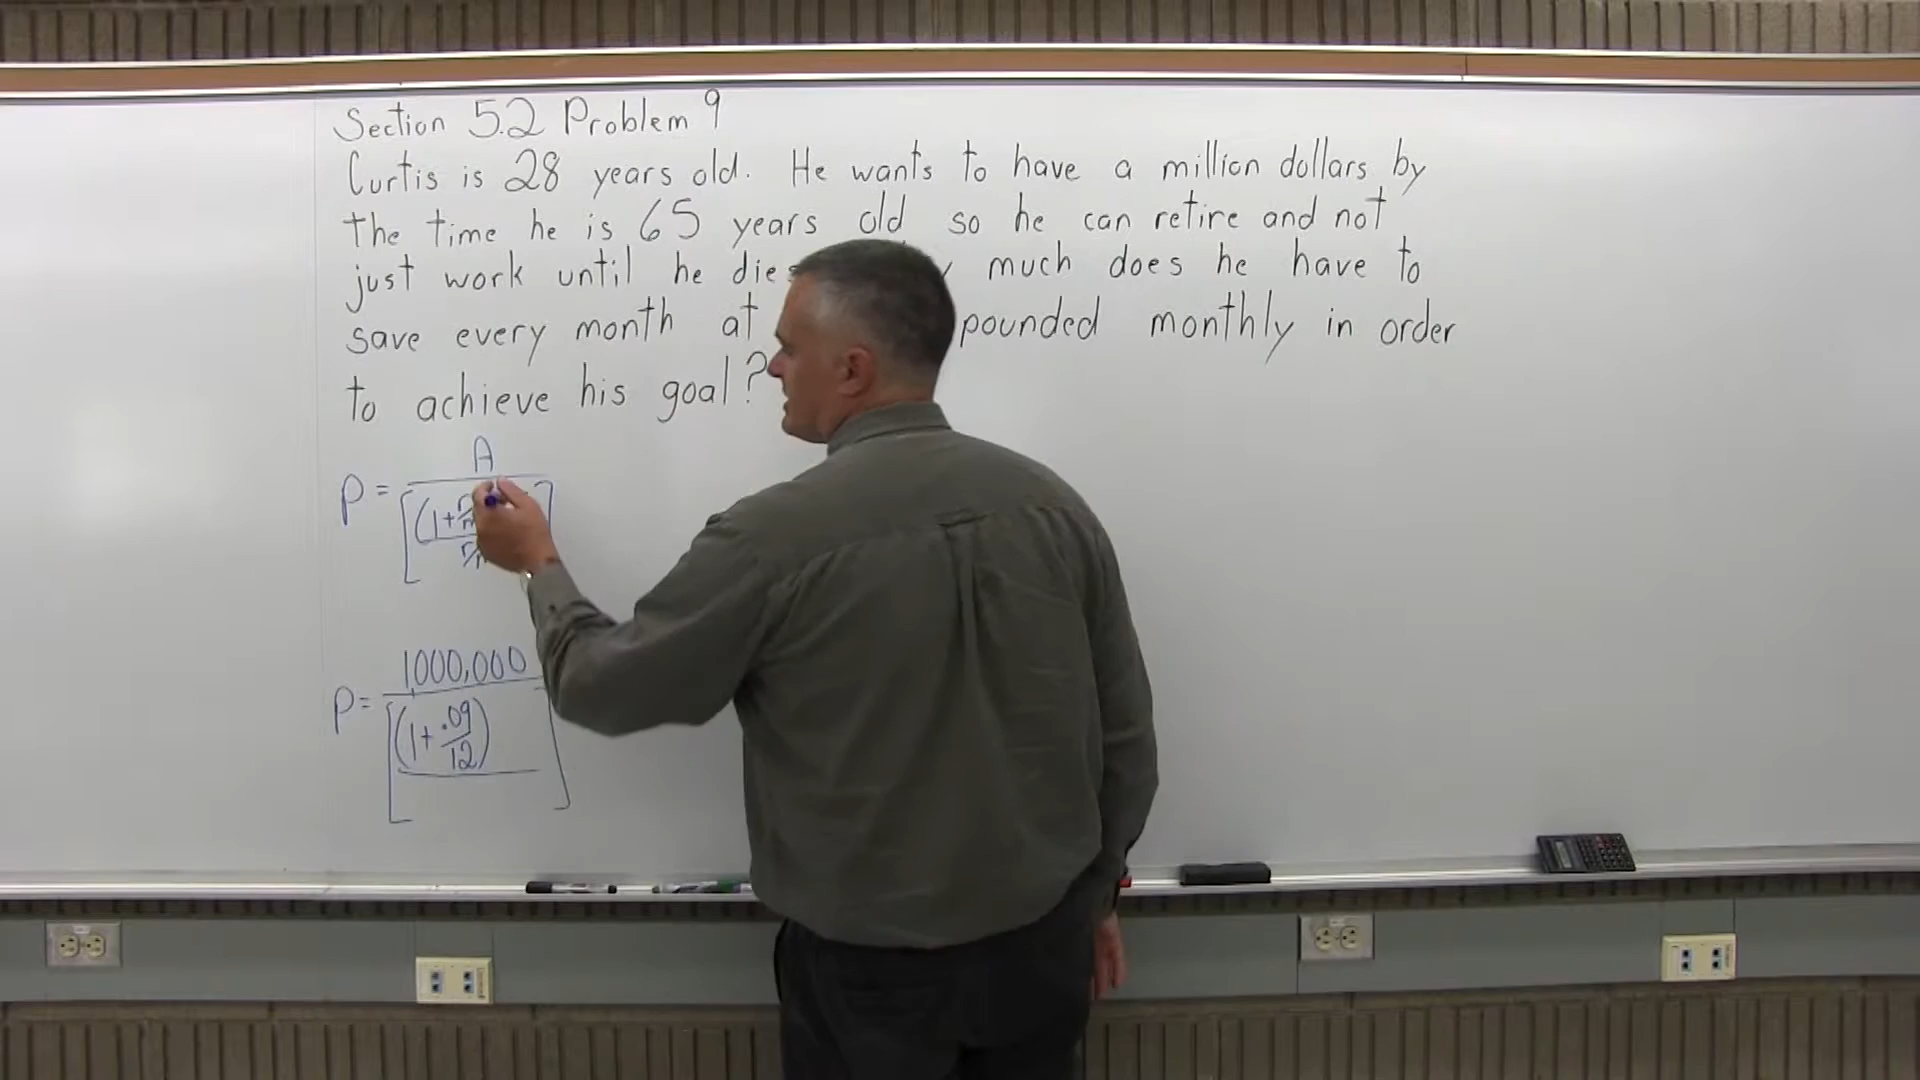 Section 5.2 Problem 9
Curtis is 28 years old. He wants to have a million dollars by
the time he is 65 years old so he can retire and not
just work until he much does he have to
save every month at monthly in order
to achieve his goal?
A
P =
[(1+ r/
1000,000
P =
[(1+ .09/12) ]